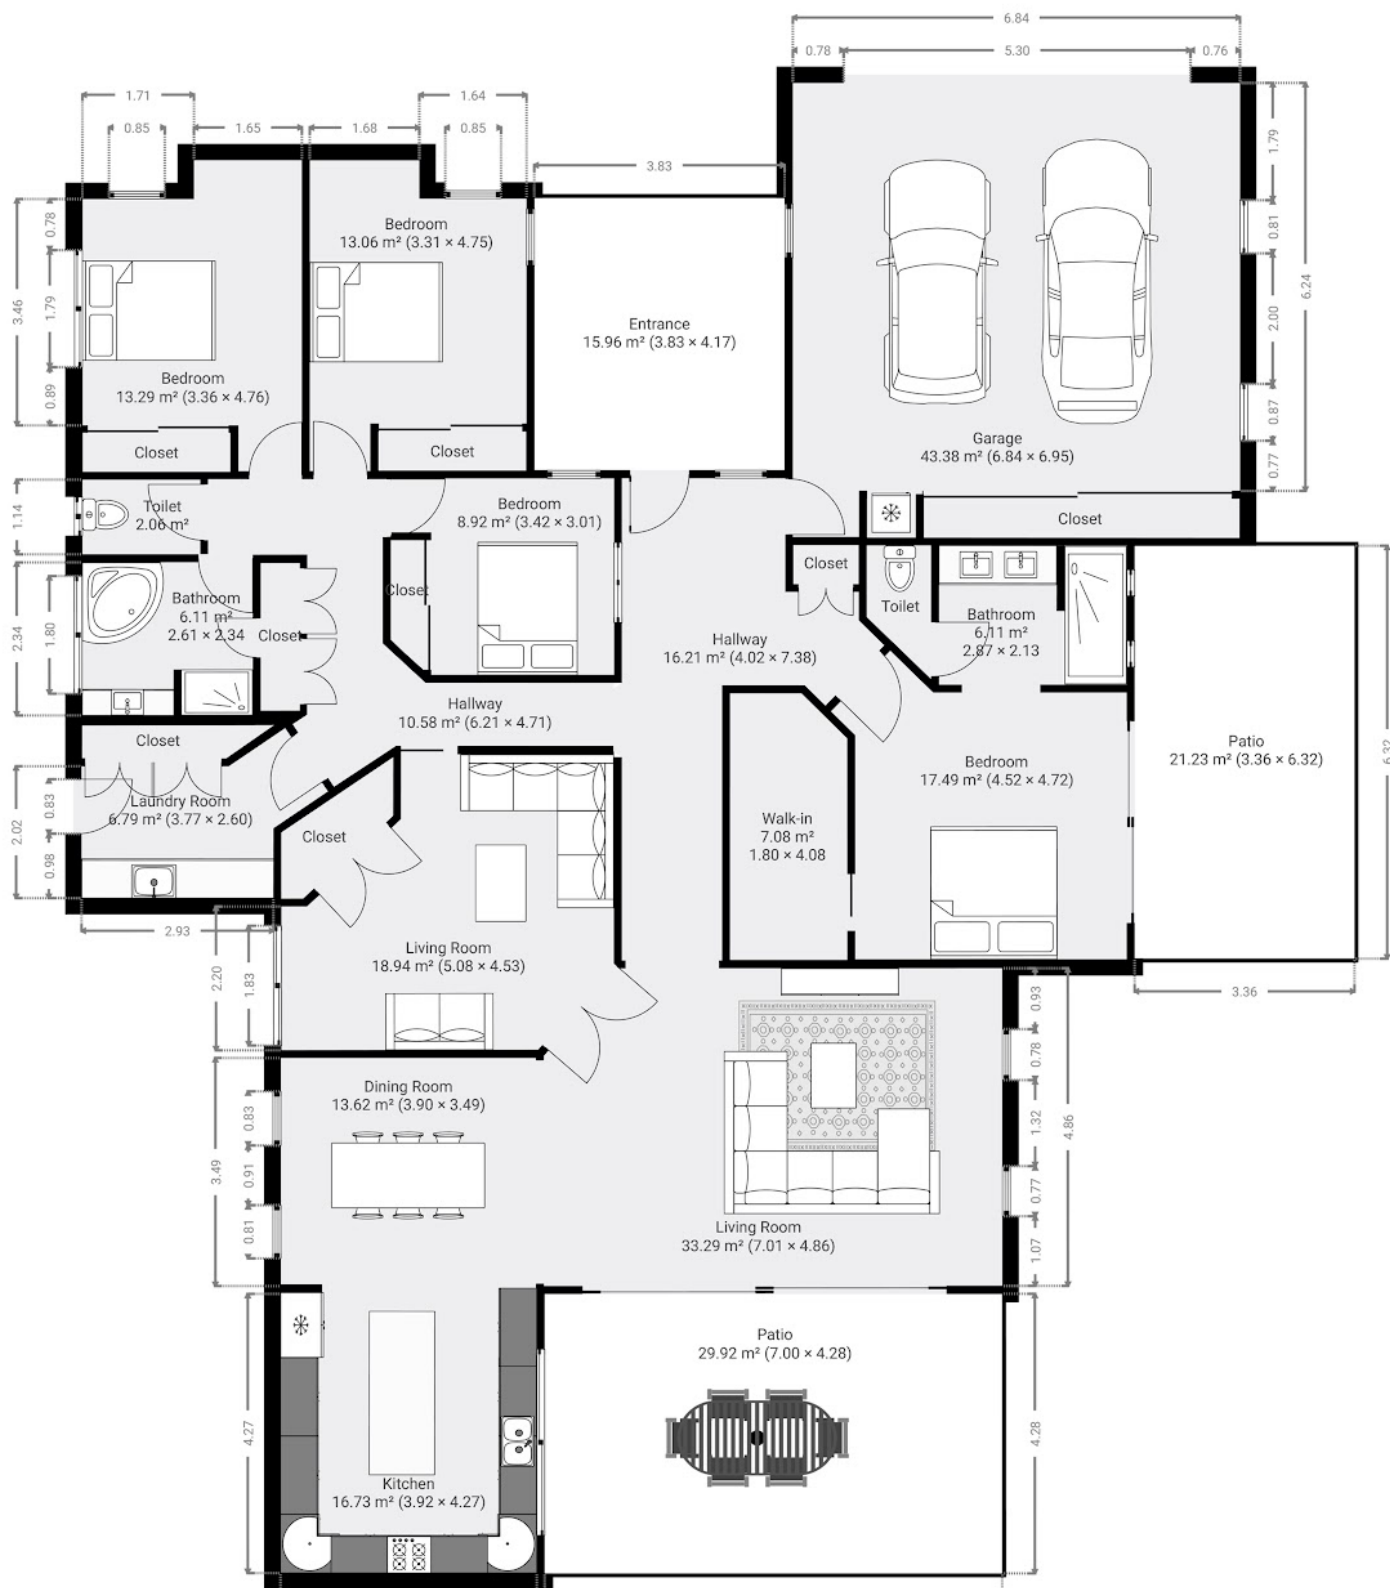 6.84
0.78
5.30
0.76
1.71
1.64
0.85
1.65
1.68
0.85
3.83
1.79
0.81
6.24
2.00
0.87
0.77
0.78
3.46
1.79
0.89
Bedroom
13.06 m² (3.31 × 4.75)
Entrance
15.96 m² (3.83 × 4.17)
Bedroom
13.29 m² (3.36 × 4.76)
Garage
43.38 m² (6.84 × 6.95)
Closet
Closet
Closet
1.14
Toilet
2.06 m²
Bedroom
8.92 m² (3.42 × 3.01)
Closet
Closet
Toilet
Bathroom
6.11 m²
2.61 × 2.34
Closet
2.34
1.80
Bathroom
6.11 m²
2.87 × 2.13
Hallway
16.21 m² (4.02 × 7.38)
Hallway
10.58 m² (6.21 × 4.71)
Closet
Patio
21.23 m² (3.36 × 6.32)
6.32
Bedroom
17.49 m² (4.52 × 4.72)
Laundry Room
6.79 m² (3.77 × 2.60)
2.02
0.83
0.98
Closet
Walk-in
7.08 m²
1.80 × 4.08
2.93
2.20
1.83
Living Room
18.94 m² (5.08 × 4.53)
3.36
0.93
0.78
1.32
4.86
0.77
1.07
Dining Room
13.62 m² (3.90 × 3.49)
3.49
0.83
0.91
0.81
Living Room
33.29 m² (7.01 × 4.86)
Patio
29.92 m² (7.00 × 4.28)
4.27
4.28
Kitchen
16.73 m² (3.92 × 4.27)